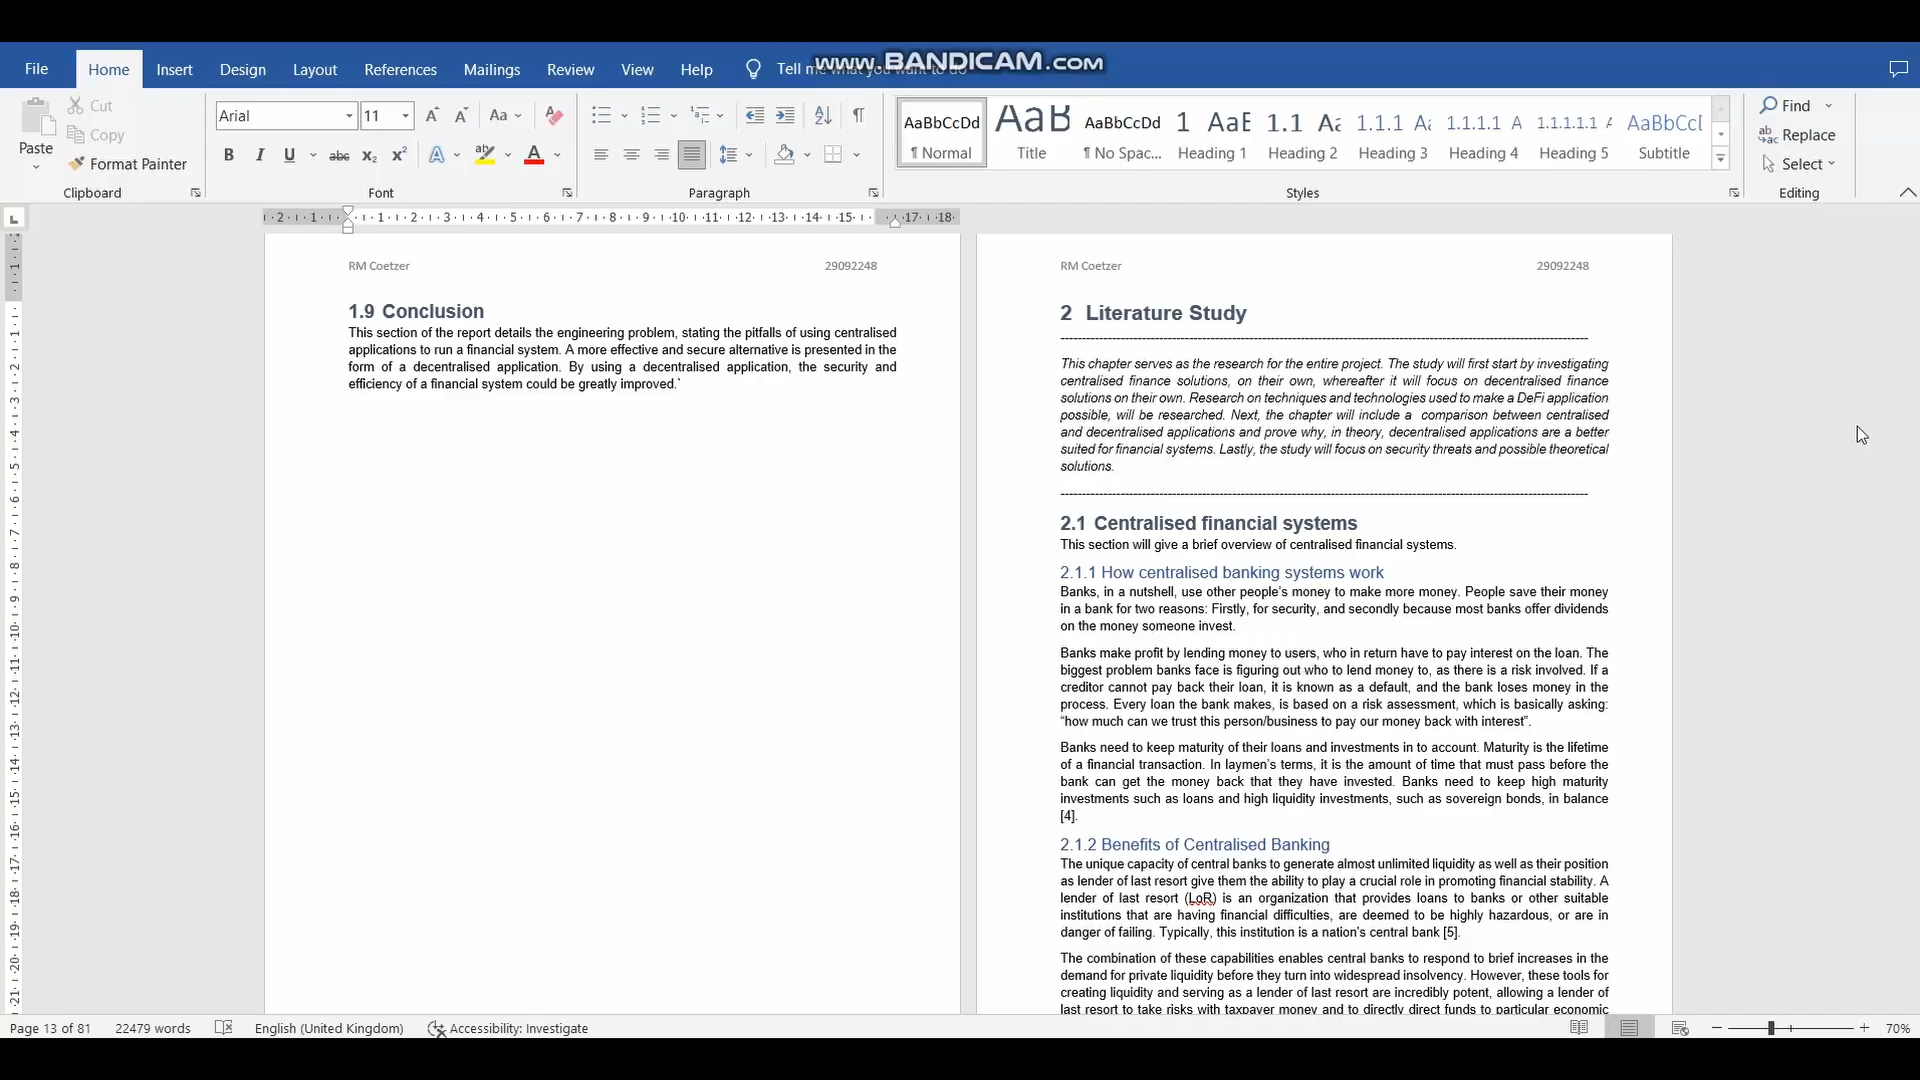 www.BANDICAM.com
File Home Insert Design Layout References Mailings Review View Help Tell me what you want to do
Cut
Copy
Paste
Format Painter
Clipboard
Arial 11
Font
Paragraph
AaBbCcDd AaB AaBbCcDd 1 AaE 1.1 Aa 1.1.1 Aa 1.1.1.1 A 1.1.1.1.1 A AaBbCcD
¶ Normal Title ¶ No Spac... Heading 1 Heading 2 Heading 3 Heading 4 Heading 5 Subtitle
Styles
Find
Replace
Select
Editing
2 1 1 2 3 4 5 6 7 8 9 10 11 12 13 14 15 17 18
RM Coetzer 29092248
1.9 Conclusion
This section of the report details the engineering problem, stating the pitfalls of using centralised
applications to run a financial system. A more effective and secure alternative is presented in the
form of a decentralised application. By using a decentralised application, the security and
efficiency of a financial system could be greatly improved.`
RM Coetzer 29092248
2 Literature Study
This chapter serves as the research for the entire project. The study will first start by investigating
centralised finance solutions, on their own, whereafter it will focus on decentralised finance
solutions on their own. Research on techniques and technologies used to make a DeFi application
possible, will be researched. Next, the chapter will include a comparison between centralised
and decentralised applications and prove why, in theory, decentralised applications are a better
suited for financial systems. Lastly, the study will focus on security threats and possible theoretical
solutions.
2.1 Centralised financial systems
This section will give a brief overview of centralised financial systems.
2.1.1 How centralised banking systems work
Banks, in a nutshell, use other people's money to make more money. People save their money
in a bank for two reasons: Firstly, for security, and secondly because most banks offer dividends
on the money someone invest.
Banks make profit by lending money to users, who in return have to pay interest on the loan. The
biggest problem banks face is figuring out who to lend money to, as there is a risk involved. If a
creditor cannot pay back their loan, it is known as a default, and the bank loses money in the
process. Every loan the bank makes, is based on a risk assessment, which is basically asking:
“how much can we trust this person/business to pay our money back with interest”.
Banks need to keep maturity of their loans and investments in to account. Maturity is the lifetime
of a financial transaction. In laymen's terms, it is the amount of time that must pass before the
bank can get the money back that they have invested. Banks need to keep high maturity
investments such as loans and high liquidity investments, such as sovereign bonds, in balance
[4].
2.1.2 Benefits of Centralised Banking
The unique capacity of central banks to generate almost unlimited liquidity as well as their position
as lender of last resort give them the ability to play a crucial role in promoting financial stability. A
lender of last resort (LoR) is an organization that provides loans to banks or other suitable
institutions that are having financial difficulties, are deemed to be highly hazardous, or are in
danger of failing. Typically, this institution is a nation's central bank [5].
The combination of these capabilities enables central banks to respond to brief increases in the
demand for private liquidity before they turn into widespread insolvency. However, these tools for
creating liquidity and serving as a lender of last resort are incredibly potent, allowing a lender of
last resort to take risks with taxpayer money and to directly direct funds to particular economic
Page 13 of 81 22479 words English (United Kingdom) Accessibility: Investigate 70%